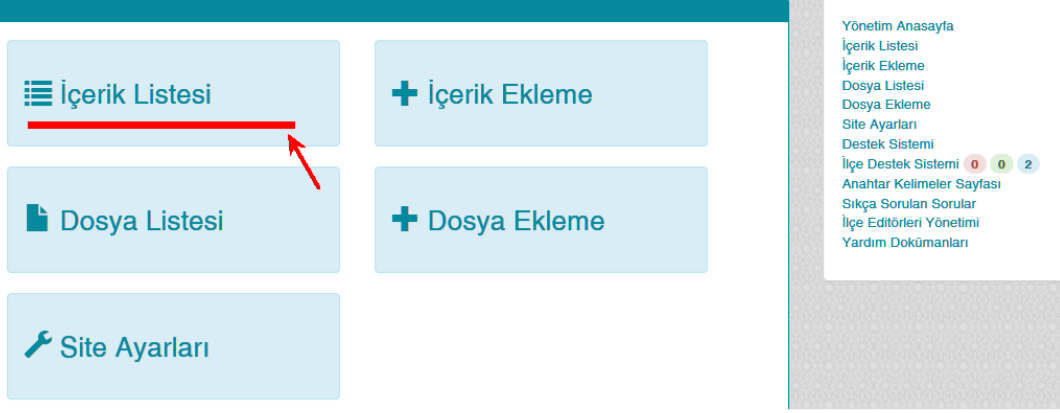 İçerik Listesi
İçerik Ekleme
Dosya Listesi
Dosya Ekleme
Site Ayarları
Yönetim Anasayfa
İçerik Listesi
İçerik Ekleme
Dosya Listesi
Dosya Ekleme
Site Ayarları
Destek Sistemi
İlçe Destek Sistemi 0 0 2
Anahtar Kelimeler Sayfası
Sıkça Sorulan Sorular
İlçe Editörleri Yönetimi
Yardım Dokümanları